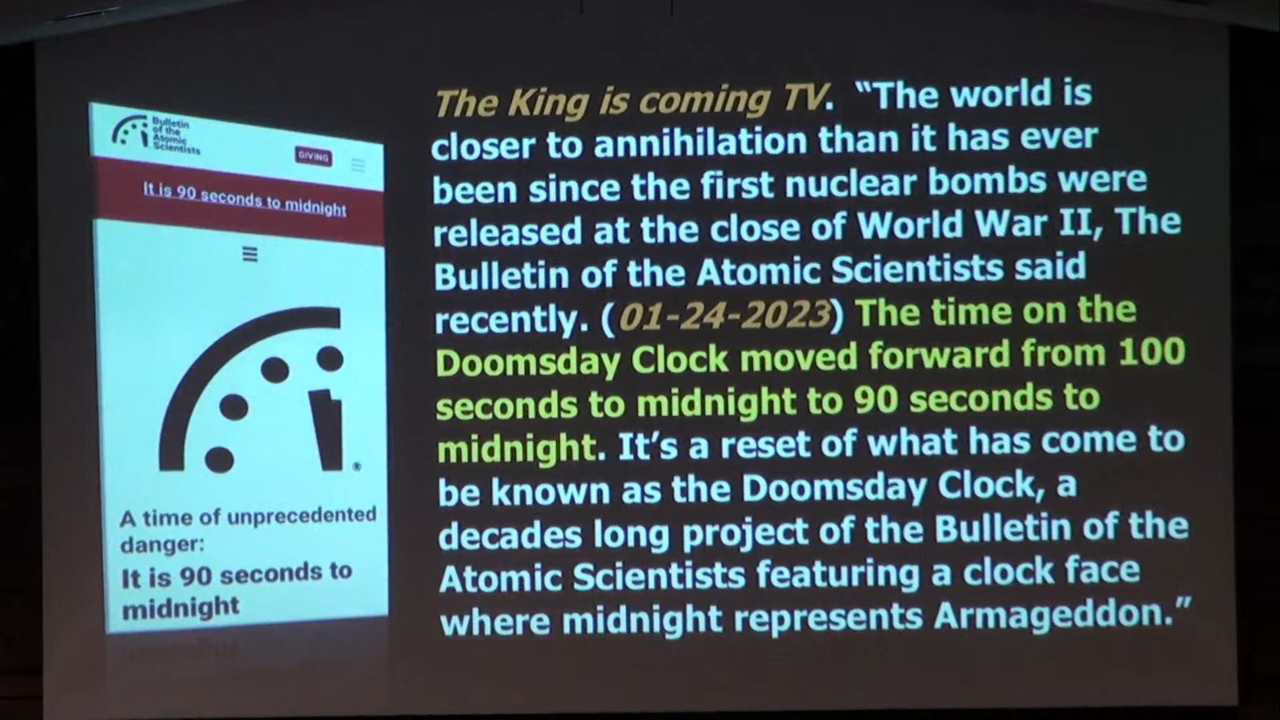 Bulletin
of the
Atomic
Scientists
GIVING
It is 90 seconds to midnight
®
A time of unprecedented
danger:
It is 90 seconds to
midnight
The King is coming TV. “The world is
closer to annihilation than it has ever
been since the first nuclear bombs were
released at the close of World War II, The
Bulletin of the Atomic Scientists said
recently. (01-24-2023) The time on the
Doomsday Clock moved forward from 100
seconds to midnight to 90 seconds to
midnight. It’s a reset of what has come to
be known as the Doomsday Clock, a
decades long project of the Bulletin of the
Atomic Scientists featuring a clock face
where midnight represents Armageddon.”